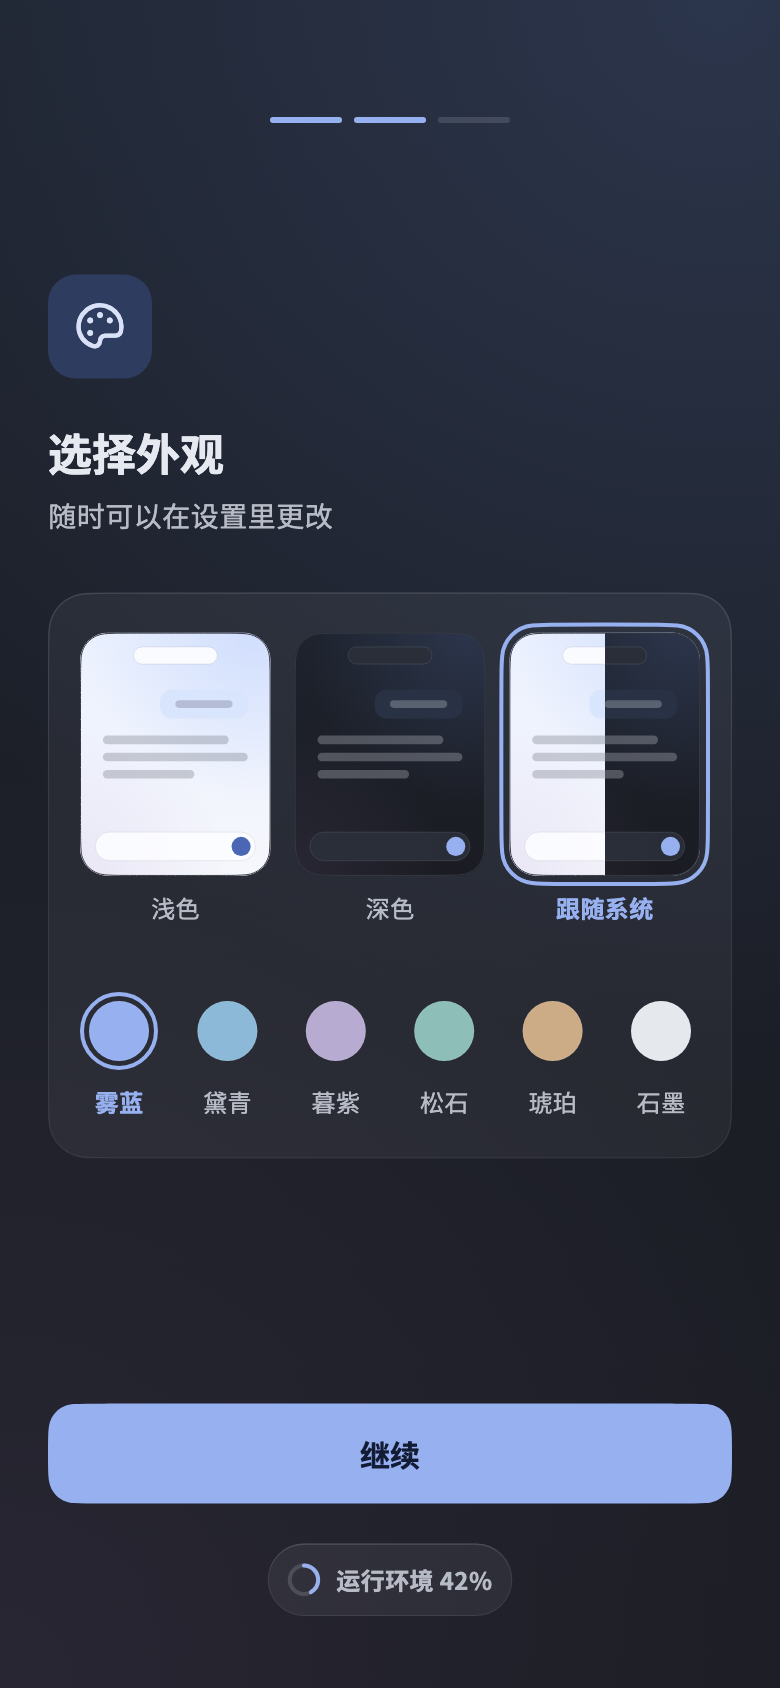 选择外观
随时可以在设置里更改
浅色
深色
跟随系统
雾蓝
黛青
暮紫
松石
琥珀
石墨
继续
运行环境 42%